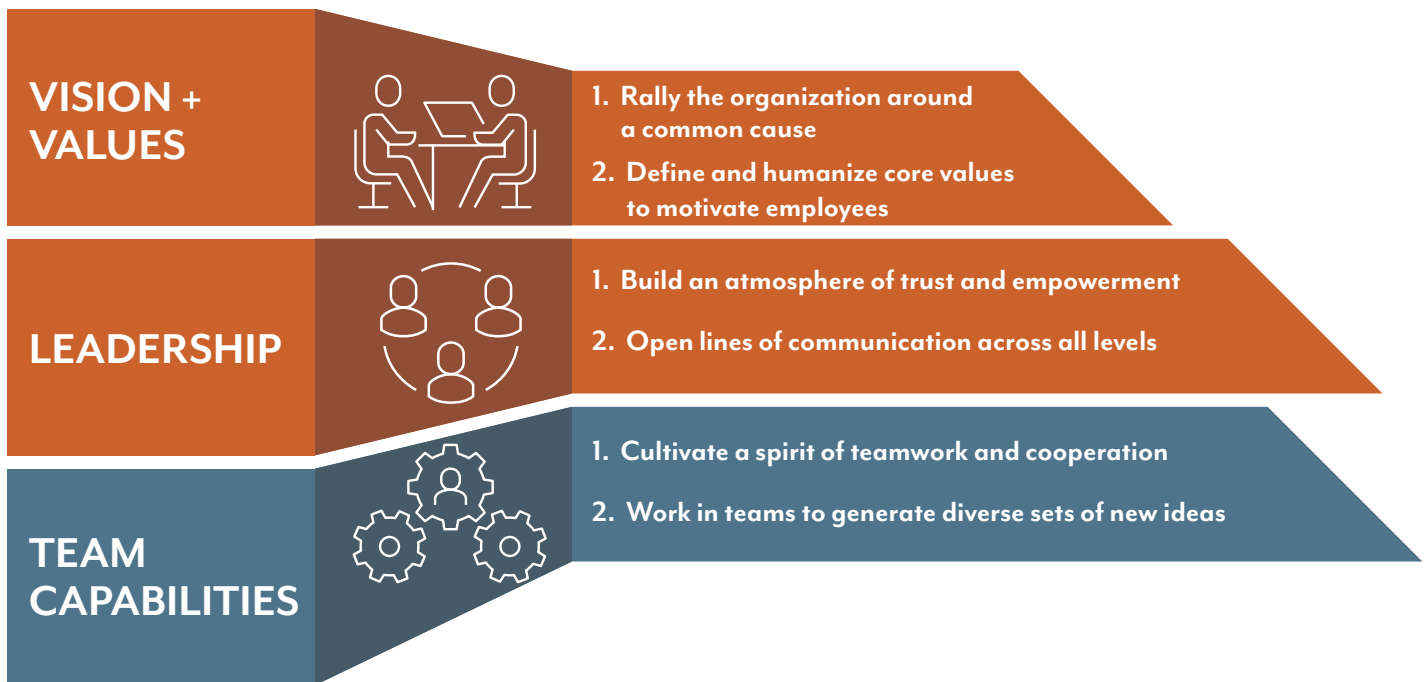 VISION +
VALUES
1. Rally the organization around
a common cause
2. Define and humanize core values
to motivate employees
LEADERSHIP
1. Build an atmosphere of trust and empowerment
2. Open lines of communication across all levels
TEAM
CAPABILITIES
1. Cultivate a spirit of teamwork and cooperation
2. Work in teams to generate diverse sets of new ideas